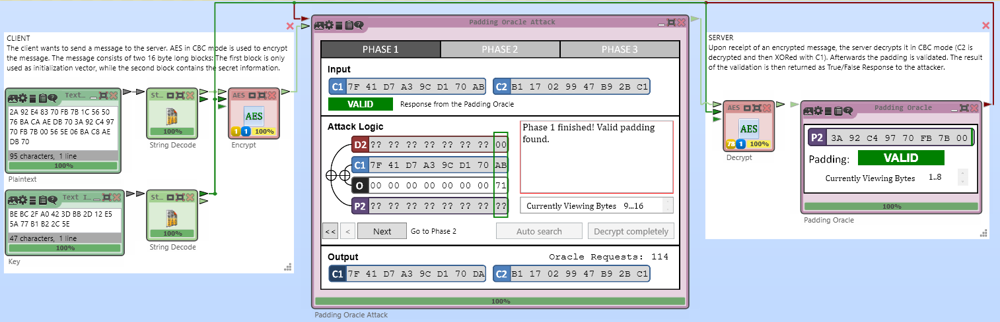 CLIENT
The client wants to send a message to the server. AES in CBC mode is used to encrypt
the message. The message consists of two 16 byte long blocks: The first block is only
used as initialization vector, while the second block contains the secret information.
Text...
2A 92 E4 83 70 FB 7B 1C 56 50
76 BA CA AE DB 70 3A 92 C4 97
70 FB 7B 00 56 5E 06 BA C8 AE
DB 70
95 characters, 1 line
100%
Plaintext
St...
100%
String Decode
AES
AES
1 1 100%
Encrypt
Text I...
BE BC 2F A0 42 3D BB 2D 12 E5
5A 77 B1 B2 2C 5E
47 characters, 1 line
100%
Key
St...
100%
String Decode
Padding Oracle Attack
PHASE 1 PHASE 2 PHASE 3
Input
C1 7F 41 D7 A3 9C D1 70 AB C2 B1 17 02 99 47 B9 2B C1
VALID Response from the Padding Oracle
Attack Logic
D2 ?? ?? ?? ?? ?? ?? ?? 00
C1 7F 41 D7 A3 9C D1 70 AB
O 00 00 00 00 00 00 00 71
P2 ?? ?? ?? ?? ?? ?? ?? ??
Phase 1 finished! Valid padding
found.
Currently Viewing Bytes 9...16
<< < Next Go to Phase 2 Auto search Decrypt completely
Output Oracle Requests: 114
C1 7F 41 D7 A3 9C D1 70 DA C2 B1 17 02 99 47 B9 2B C1
100%
Padding Oracle Attack
SERVER
Upon receipt of an encrypted message, the server decrypts it in CBC mode (C2 is
decrypted and then XORed with C1). Afterwards the padding is validated. The result
of the validation is then returned as True/False Response to the attacker.
AES
AES
78 1 100%
Decrypt
Padding Oracle
P2 3A 92 C4 97 70 FB 7B 00
Padding: VALID
Currently Viewing Bytes 1..8
100%
Padding Oracle